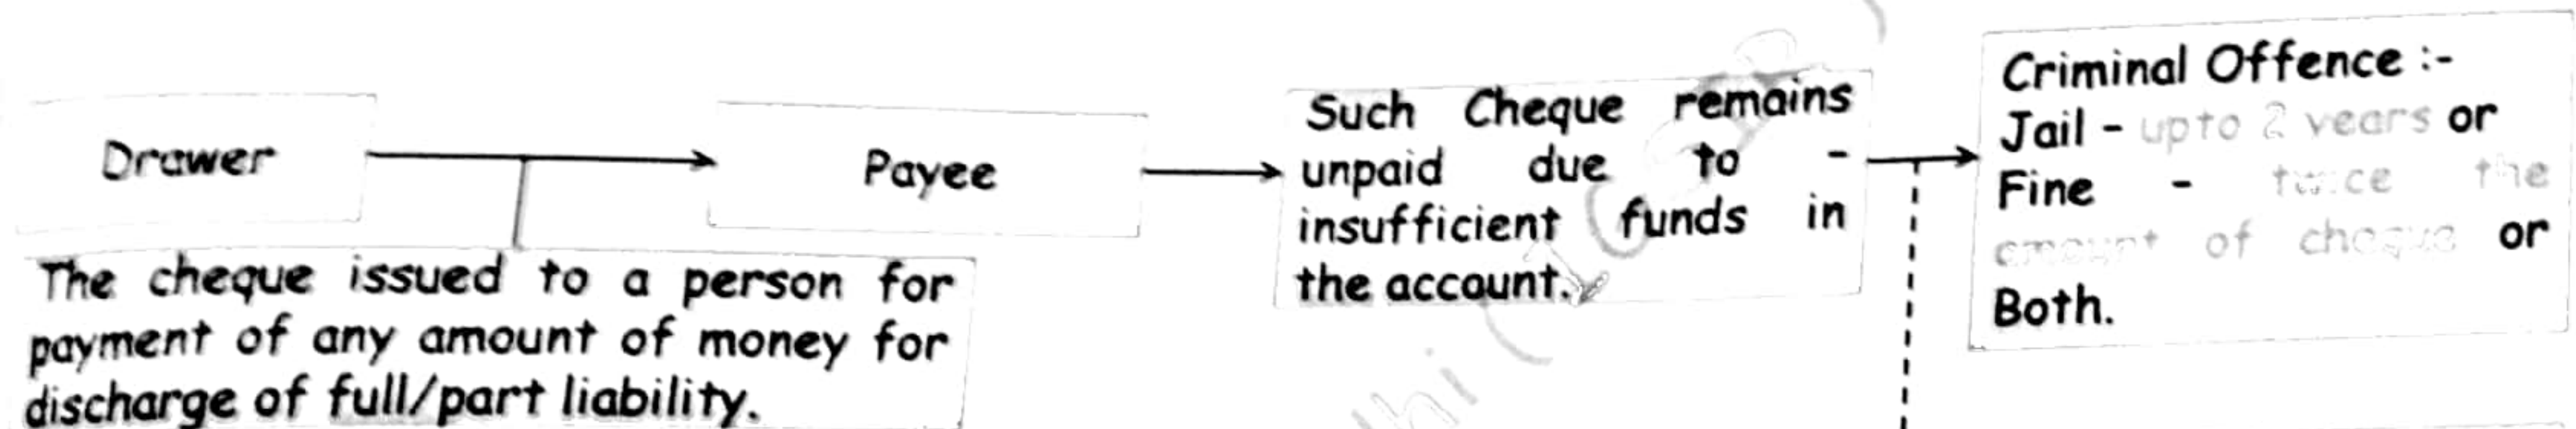 Drawer
Payee
The cheque issued to a person for
payment of any amount of money for
discharge of full/part liability.
Such Cheque remains
unpaid due to -
insufficient funds in
the account.
Criminal Offence :-
Jail - upto 2 years or
Fine - twice the
amount of cheque or
Both.